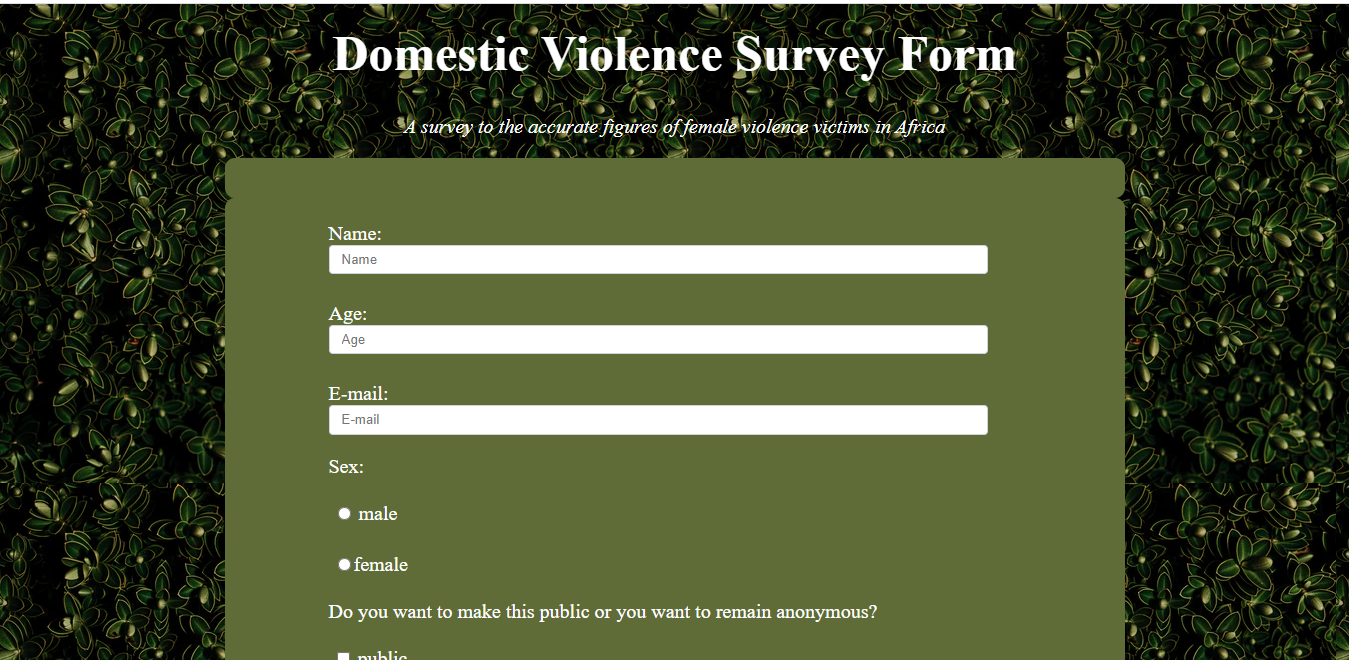 Domestic Violence Survey Form
A survey to the accurate figures of female violence victims in Africa
Name:
Name
Age:
Age
E-mail:
E-mail
Sex:
male
female
Do you want to make this public or you want to remain anonymous?
public